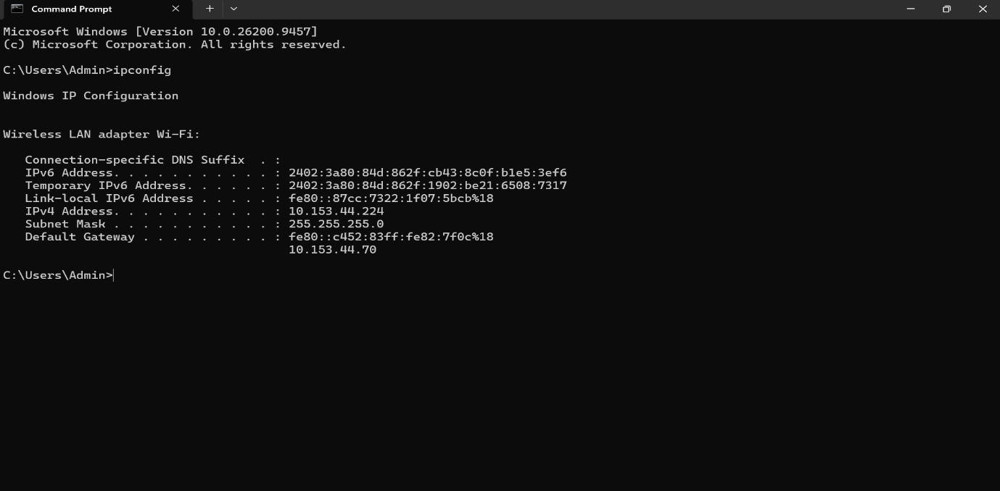 Command Prompt
Microsoft Windows [Version 10.0.26200.9457]
(c) Microsoft Corporation. All rights reserved.
C:\Users\Admin>ipconfig
Windows IP Configuration
Wireless LAN adapter Wi-Fi:
   Connection-specific DNS Suffix  . :
   IPv6 Address. . . . . . . . . . . : 2402:3a80:84d:862f:cb43:8c0f:b1e5:3ef6
   Temporary IPv6 Address. . . . . . : 2402:3a80:84d:862f:1902:be21:6508:7317
   Link-local IPv6 Address . . . . . : fe80::87cc:7322:1f07:5bcb%18
   IPv4 Address. . . . . . . . . . . : 10.153.44.224
   Subnet Mask . . . . . . . . . . . : 255.255.255.0
   Default Gateway . . . . . . . . . : fe80::c452:83ff:fe82:7f0c%18
                                       10.153.44.70
C:\Users\Admin>